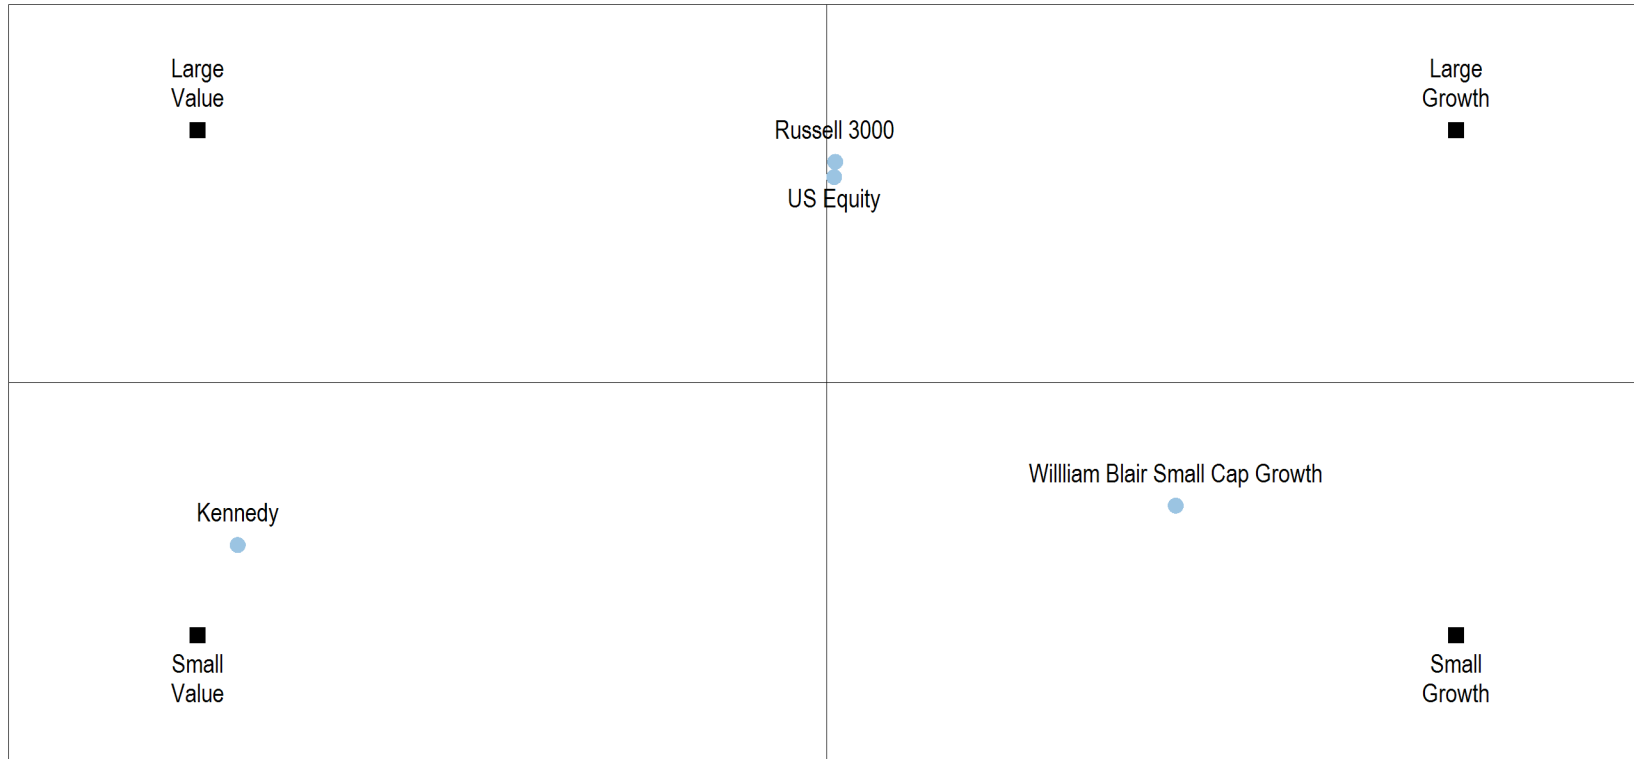 Large
Value
Large
Growth
Russell 3000
US Equity
Willliam Blair Small Cap Growth
Kennedy
Small
Value
Small
Growth